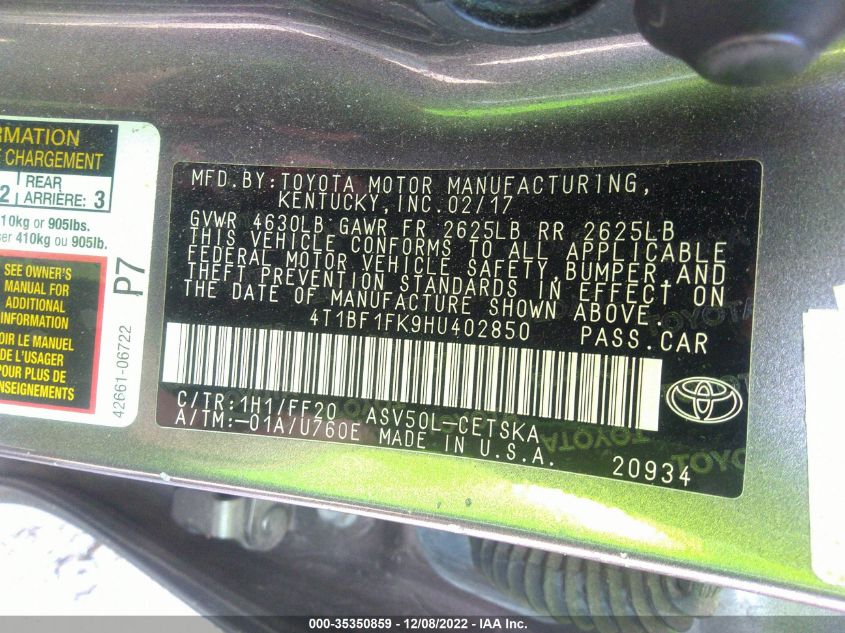 RMATION
CHARGEMENT
2 REAR ARRIÈRE: 3
10kg or 905lbs.
ser 410kg ou 905lb.
SEE OWNER'S
MANUAL FOR
ADDITIONAL
INFORMATION
OIR LE MANUEL
DE L'USAGER
POUR PLUS DE
ENSEIGNEMENTS
P7
42661-06722
MFD.BY:TOYOTA MOTOR MANUFACTURING,
KENTUCKY,INC.02/17
GVWR 4630LB GAWR FR 2625LB RR 2625LB
THIS VEHICLE CONFORMS TO ALL APPLICABLE
FEDERAL MOTOR VEHICLE SAFETY,BUMPER,AND
THEFT PREVENTION STANDARDS IN EFFECT ON
THE DATE OF MANUFACTURE SHOWN ABOVE.
4T1BF1FK9HU402850 PASS.CAR
C/TR:1H1/FF20 ASV50L-CETSKA
A/TM:-01A/U760E MADE IN U.S.A.
20934
000-35350859 - 12/08/2022 - IAA Inc.